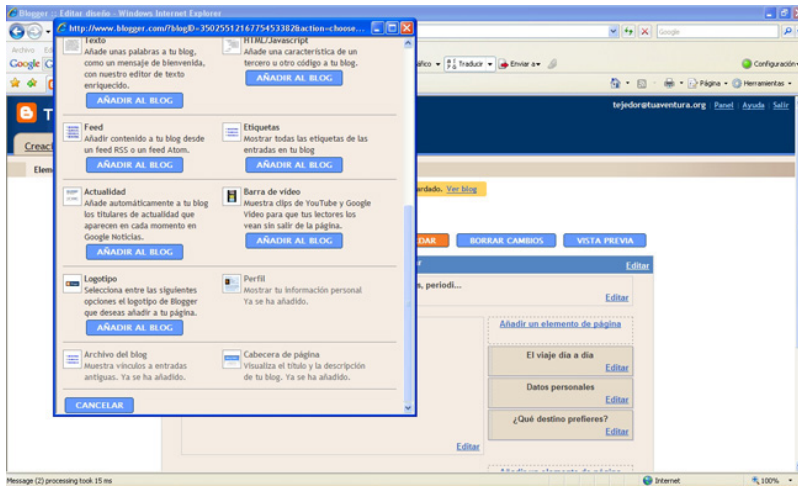 Blogger :: Editar diseño - Windows Internet Explorer
http://www.blogger.com/?blogID=3502551216775453382&action=choose...
Google
Archivo
Google
Traducir
Enviar a
Configuración
Página
Herramientas
tejedor@tuaventura.org | Panel | Ayuda | Salir
Texto
Añade unas palabras a tu blog,
como un mensaje de bienvenida,
con nuestro editor de texto
enriquecido.
AÑADIR AL BLOG
HTML/Javascript
Añade una característica de un
tercero u otro código a tu blog.
AÑADIR AL BLOG
Feed
Añadir contenido a tu blog desde
un feed RSS o un feed Atom.
AÑADIR AL BLOG
Etiquetas
Mostrar todas las etiquetas de las
entradas en tu blog
AÑADIR AL BLOG
Actualidad
Añade automáticamente a tu blog
los titulares de actualidad que
aparecen en cada momento en
Google Noticias.
AÑADIR AL BLOG
Barra de vídeo
Muestra clips de YouTube y Google
Video para que tus lectores los
vean sin salir de la página.
AÑADIR AL BLOG
Logotipo
Selecciona entre las siguientes
opciones el logotipo de Blogger
que deseas añadir a tu página.
AÑADIR AL BLOG
Perfil
Mostrar tu información personal
Ya se ha añadido.
Archivo del blog
Muestra vínculos a entradas
antiguas. Ya se ha añadido.
Cabecera de página
Visualiza el título y la descripción
de tu blog. Ya se ha añadido.
CANCELAR
Creaci
Elem
ardado. Ver blog
DAR BORRAR CAMBIOS VISTA PREVIA
Editar
s, periodi...
Editar
Añadir un elemento de página
El viaje día a día
Editar
Datos personales
Editar
¿Qué destino prefieres?
Editar
Editar
Message (2) processing took 15 ms
Internet
100%